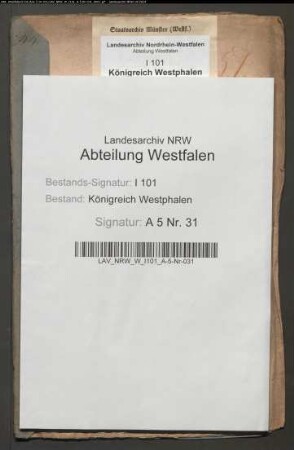 Staatsarchiv Münster (Westf.)
Landesarchiv Nordrhein-Westfalen
Abteilung Westfalen
I 101
Königreich Westphalen
Landesarchiv NRW
Abteilung Westfalen
Bestands-Signatur: I 101
Bestand: Königreich Westphalen
Signatur: A 5 Nr. 31
LAV_NRW_W_I101_A-5-Nr-031